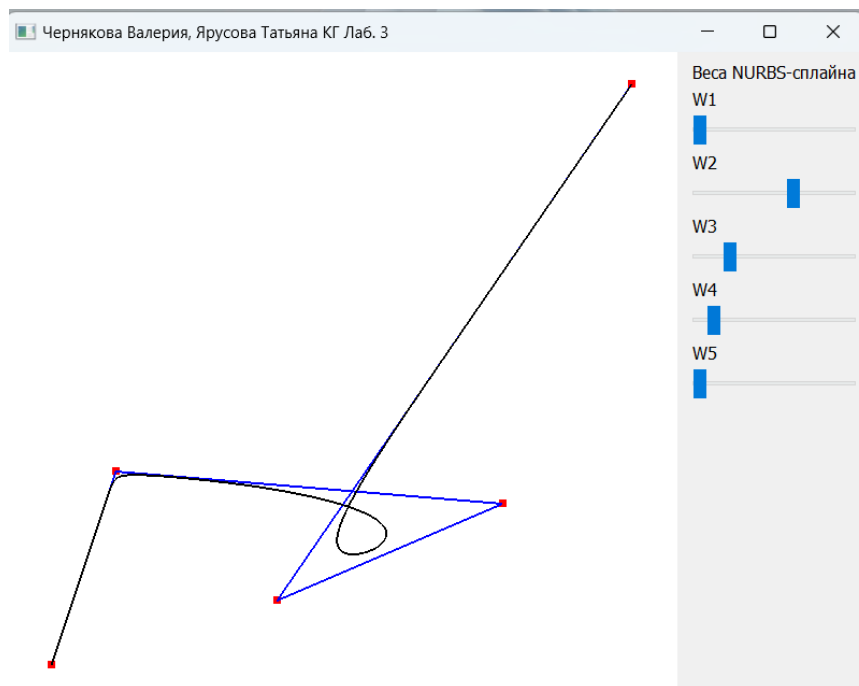 Чернякова Валерия, Ярусова Татьяна КГ Лаб. 3
Веса NURBS-сплайна
W1
W2
W3
W4
W5